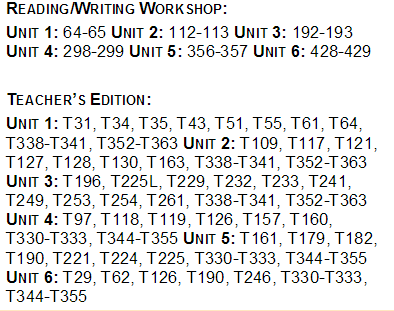 READING/WRITING WORKSHOP:
UNIT 1: 64-65 UNIT 2: 112-113 UNIT 3: 192-193
UNIT 4: 298-299 UNIT 5: 356-357 UNIT 6: 428-429
TEACHER'S EDITION:
UNIT 1: T31, T34, T35, T43, T51, T55, T61, T64,
T338-T341, T352-T363 UNIT 2: T109, T117, T121,
T127, T128, T130, T163, T338-T341, T352-T363
UNIT 3: T196, T225L, T229, T232, T233, T241,
T249, T253, T254, T261, T338-T341, T352-T363
UNIT 4: T97, T118, T119, T126, T157, T160,
T330-T333, T344-T355 UNIT 5: T161, T179, T182,
T190, T221, T224, T225, T330-T333, T344-T355
UNIT 6: T29, T62, T126, T190, T246, T330-T333,
T344-T355